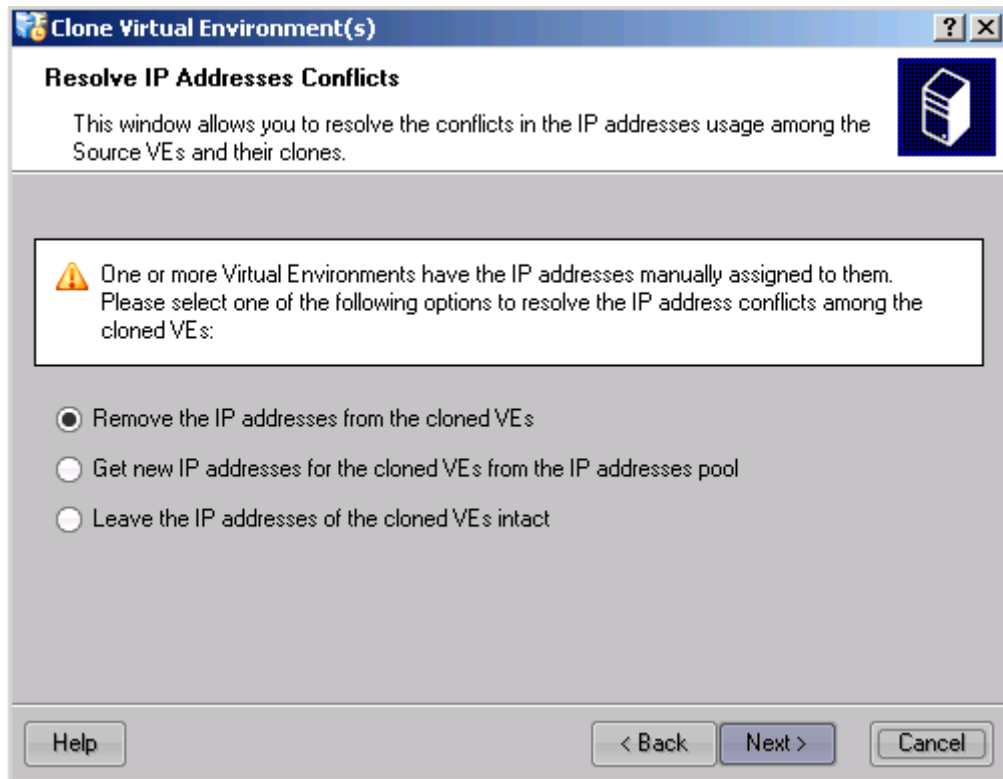 Clone Virtual Environment(s)
Resolve IP Addresses Conflicts
This window allows you to resolve the conflicts in the IP addresses usage among the
Source VEs and their clones.
One or more Virtual Environments have the IP addresses manually assigned to them.
Please select one of the following options to resolve the IP address conflicts among the
cloned VEs:
Remove the IP addresses from the cloned VEs
Get new IP addresses for the cloned VEs from the IP addresses pool
Leave the IP addresses of the cloned VEs intact
Help < Back Next > Cancel